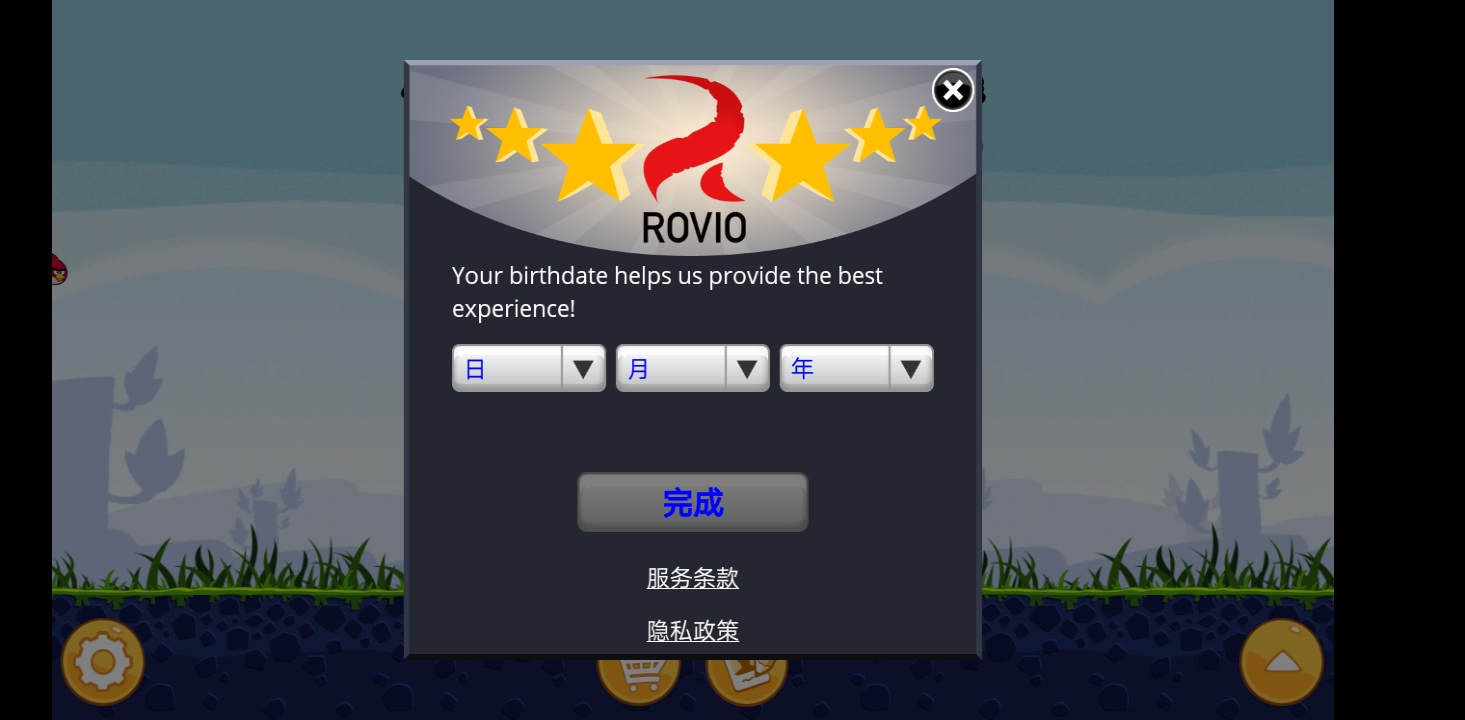 ROVIO
Your birthdate helps us provide the best
experience!
日 月 年
完成
服务条款
隐私政策